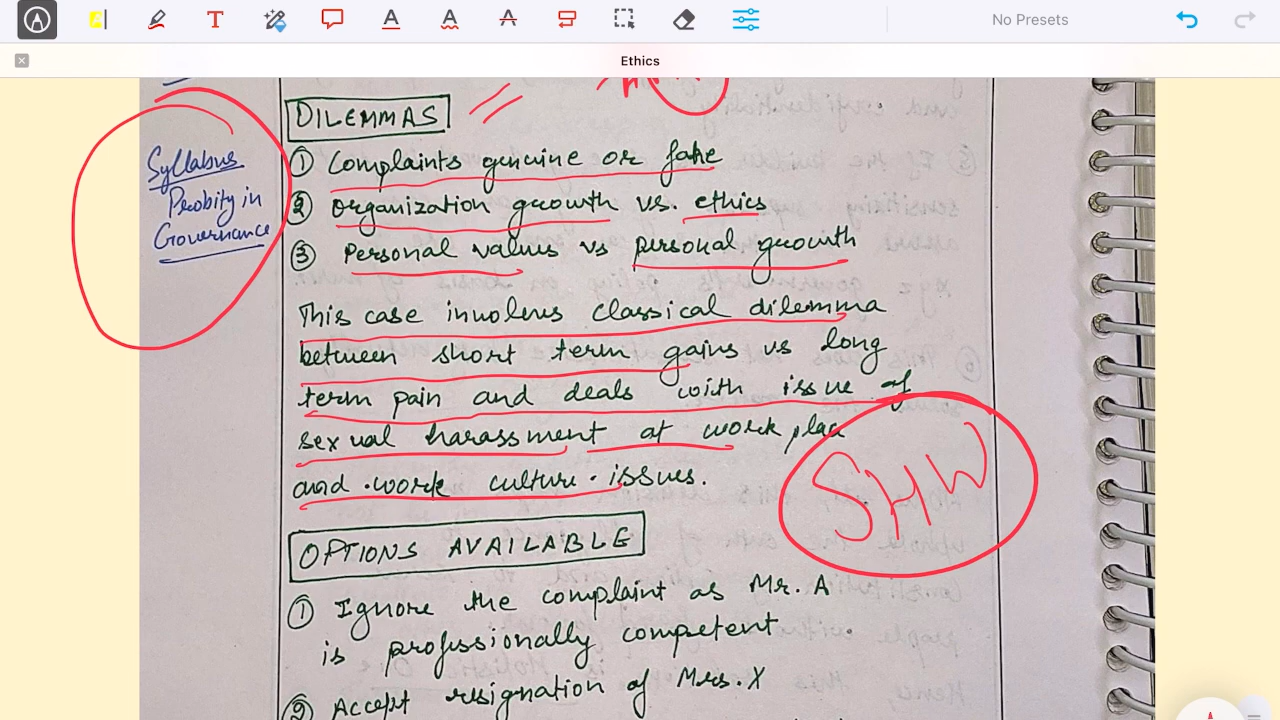 No Presets
Ethics
DILEMMAS
① Complaints genuine or fake
② Organization growth vs. ethics
③ Personal values vs personal growth
Syllabus
Probity in
Governance
This case involves classical dilemma
between short term gains vs long
term pain and deals with issue of
sexual harassment at work place
and work culture issues.
SHW
OPTIONS AVAILABLE
① Ignore the complaint as Mr. A
is professionally competent.
② Accept resignation of Mrs. X